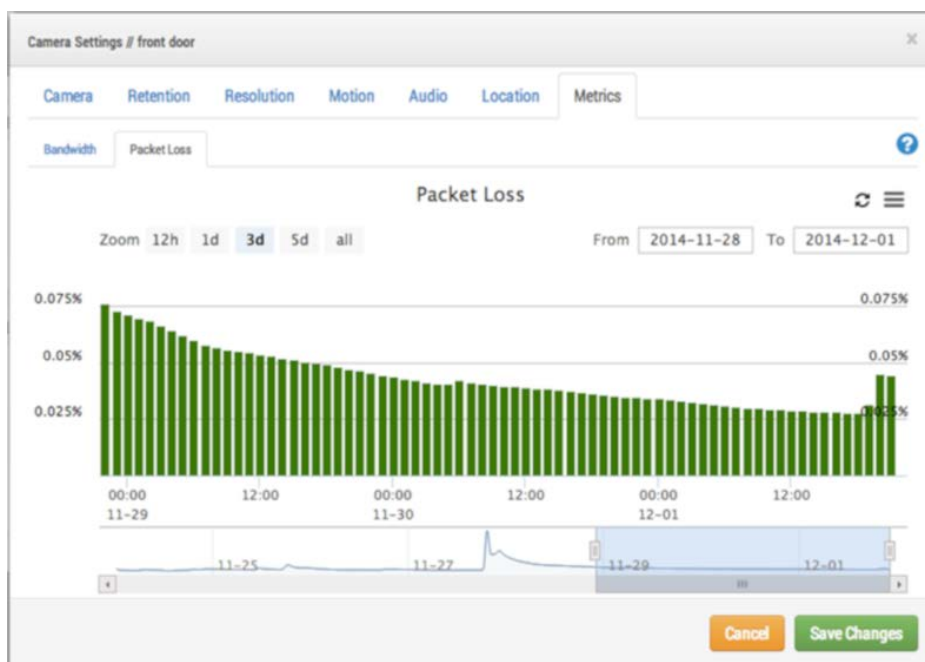 Camera Settings // front door ×
Camera Retention Resolution Motion Audio Location Metrics
Bandwidth Packet Loss ?
Packet Loss
Zoom 12h 1d 3d 5d all From 2014-11-28 To 2014-12-01
0.075% 0.075%
0.05% 0.05%
0.025% 0.025%
00:00 12:00 00:00 12:00 00:00 12:00
11-29 11-30 12-01
11-25 11-27 11-29 12-01
Cancel Save Changes